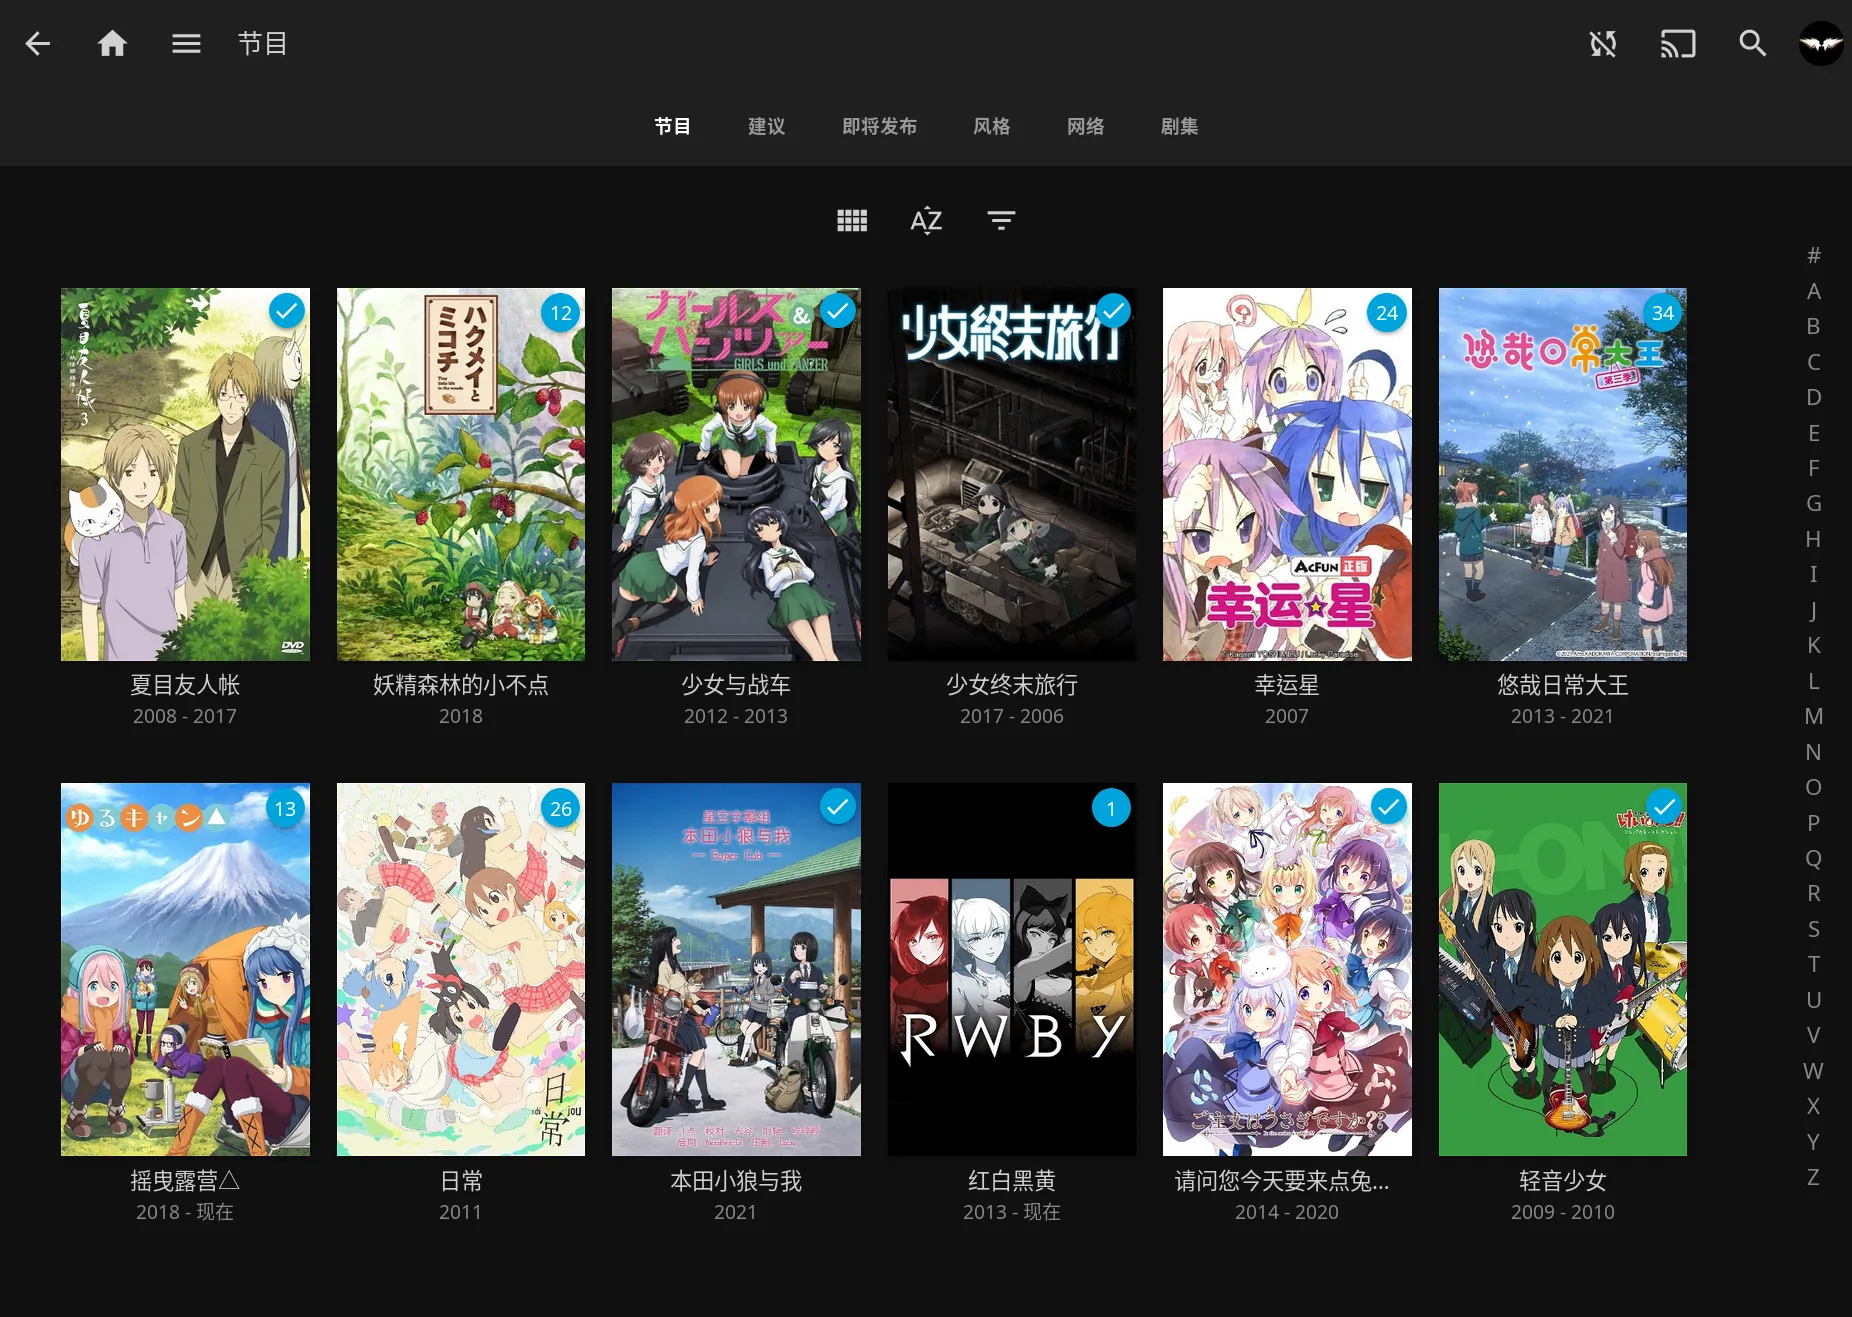 节目
节目
建议
即将发布
风格
网络
剧集
AZ
夏目友人帳
3
DVD
夏目友人帐
2008 - 2017
12
ハクメイと
ミコチ
Tiny
little life
in the woods
妖精森林的小不点
2018
ガールズ&
パンツァー
GIRLS und PANZER
少女与战车
2012 - 2013
少女終末旅行
少女终末旅行
2017 - 2006
24
ACFUN 正版
幸运☆星
幸运星
2007
34
悠哉日常大王
第三季
悠哉日常大王
2013 - 2021
13
ゆるキャン△
摇曳露营△
2018 - 现在
26
日常
日常
2011
星空字幕组
本田小狼与我
— Super Cub —
本田小狼与我
2021
1
RWBY
红白黑黄
2013 - 现在
ご注文はうさぎですか??
请问您今天要来点兔...
2014 - 2020
K-ON!
けいおん!!
轻音少女
2009 - 2010
#
A
B
C
D
E
F
G
H
I
J
K
L
M
N
O
P
Q
R
S
T
U
V
W
X
Y
Z